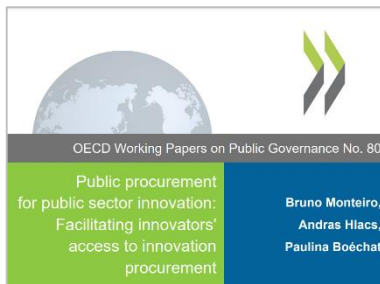 OECD Working Papers on Public Governance No. 80
Public procurement
for public sector innovation:
Facilitating innovators'
access to innovation
procurement
Bruno Monteiro,
Andras Hlacs,
Paulina Boéchat